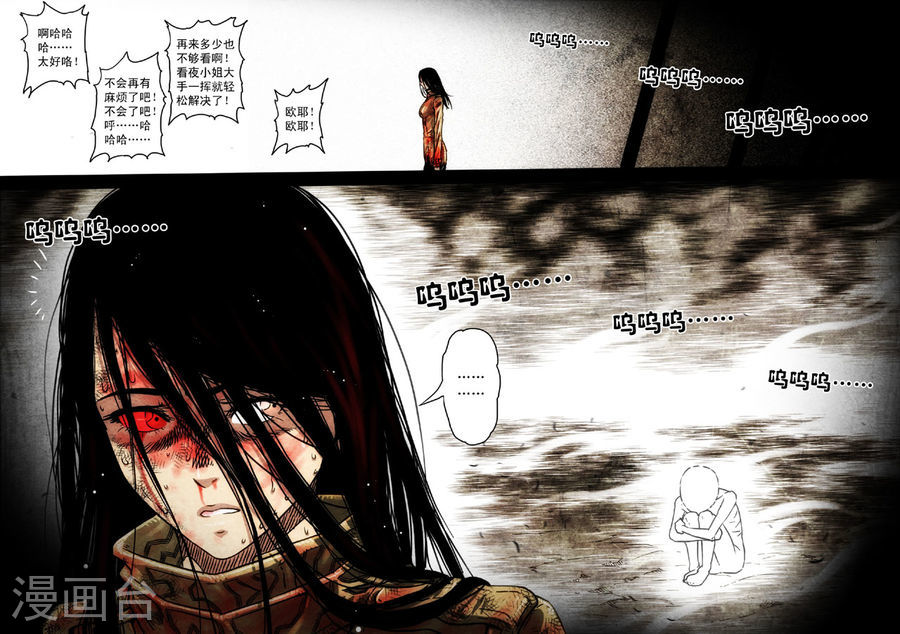 啊哈哈
哈……
太好咯！
不会再有
麻烦了吧！
不会了吧！
呼……哈
哈哈……
再来多少也
不够看啊！
看夜小姐大
手一挥就轻
松解决了！
欧耶！
欧耶！
呜呜呜……
呜呜呜……
呜呜呜……
呜呜呜……
呜呜呜……
呜呜呜……
呜呜呜……
……
……
漫画台